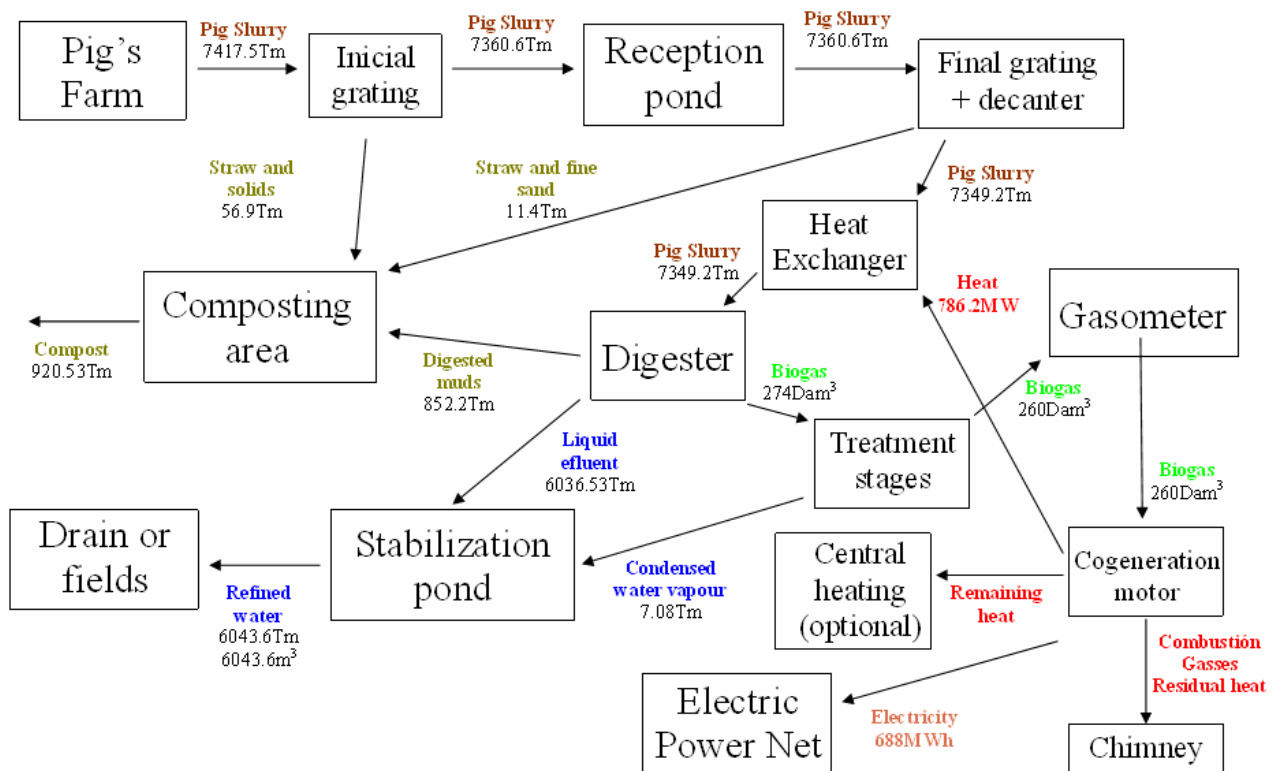 Pig's
Farm
Pig Slurry
7417.5Tm
Inicial
grating
Pig Slurry
7360.6Tm
Reception
pond
Pig Slurry
7360.6Tm
Final grating
+ decanter
Straw and
solids
56.9Tm
Straw and fine
sand
11.4Tm
Pig Slurry
7349.2Tm
Heat
Exchanger
Pig Slurry
7349.2Tm
Heat
786.2MW
Gasometer
Composting
area
Compost
920.53Tm
Digested
muds
852.2Tm
Digester
Biogas
274Dam³
Biogas
260Dam³
Treatment
stages
Liquid
efluent
6036.53Tm
Biogas
260Dam³
Drain or
fields
Refined
water
6043.6Tm
6043.6m³
Stabilization
pond
Condensed
water vapour
7.08Tm
Central
heating
(optional)
Remaining
heat
Cogeneration
motor
Combustión
Gasses
Residual heat
Electric
Power Net
Electricity
688MWh
Chimney